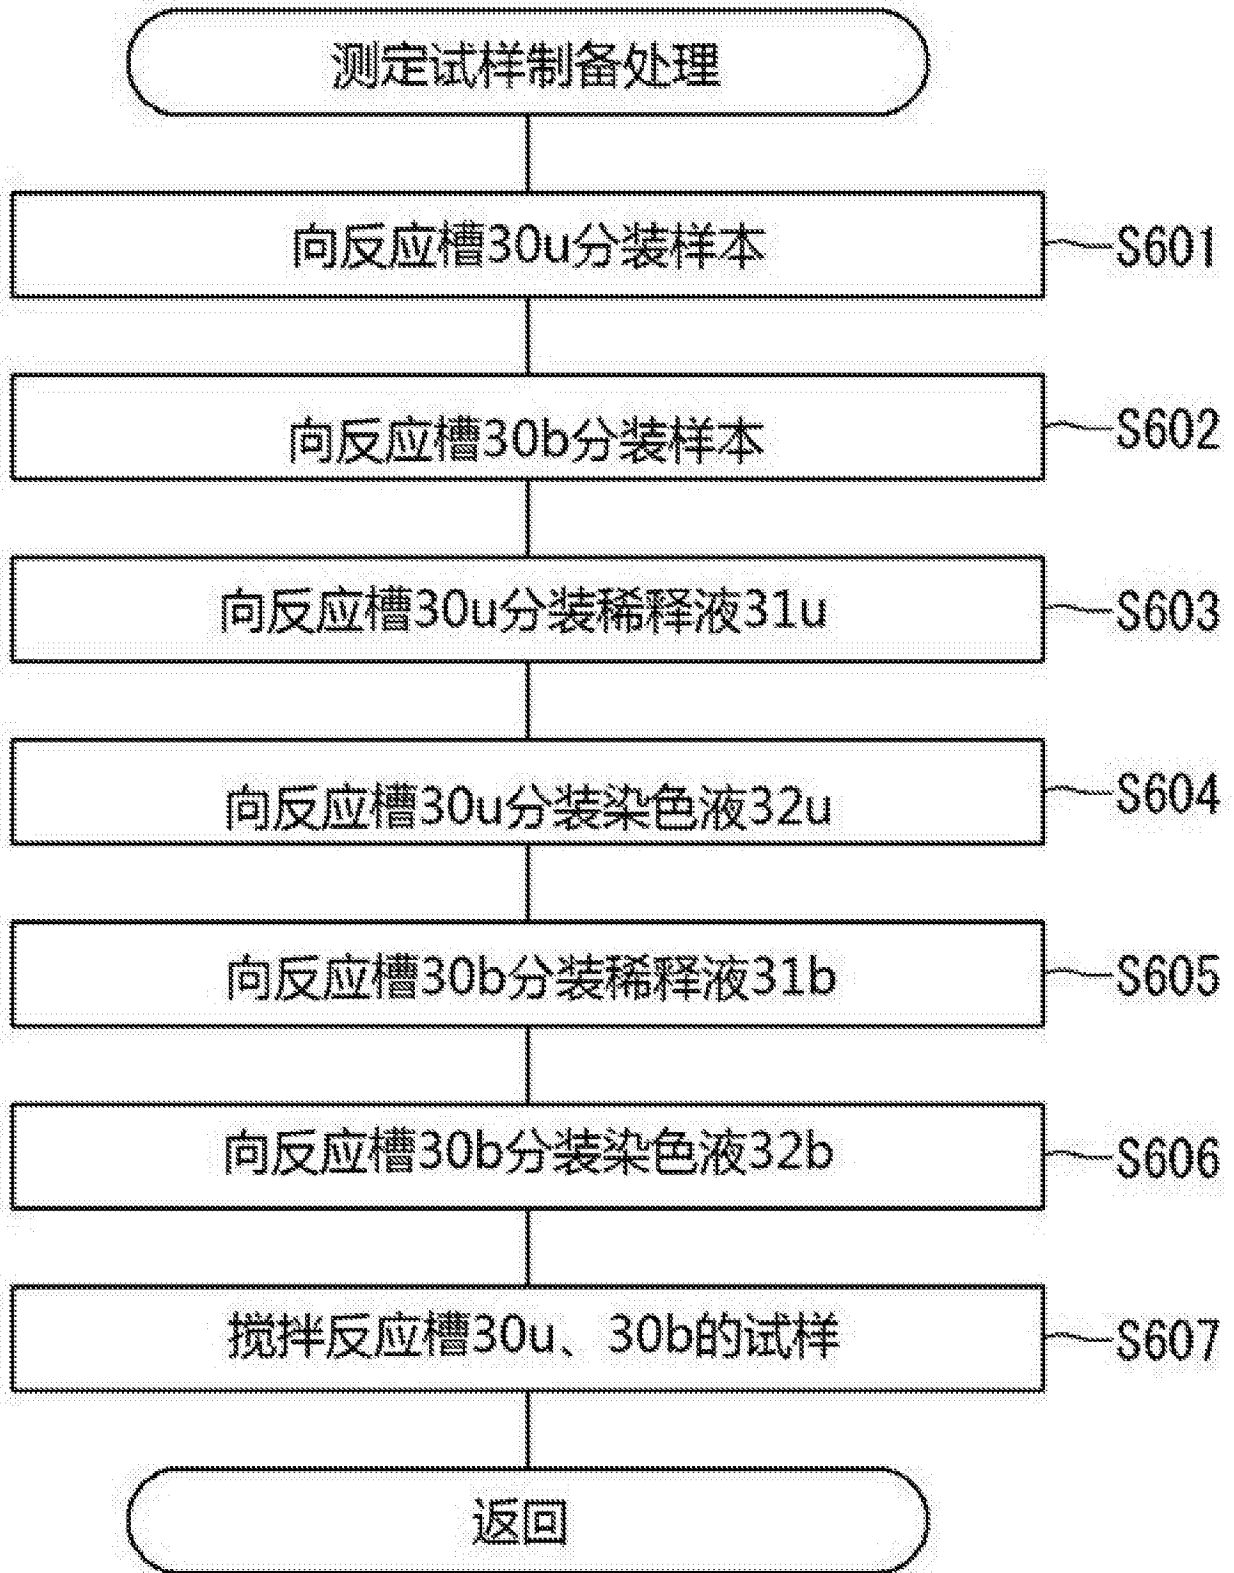 测定试样制备处理
向反应槽30u分装样本 S601
向反应槽30b分装样本 S602
向反应槽30u分装稀释液31u S603
向反应槽30u分装染色液32u S604
向反应槽30b分装稀释液31b S605
向反应槽30b分装染色液32b S606
搅拌反应槽30u、30b的试样 S607
返回